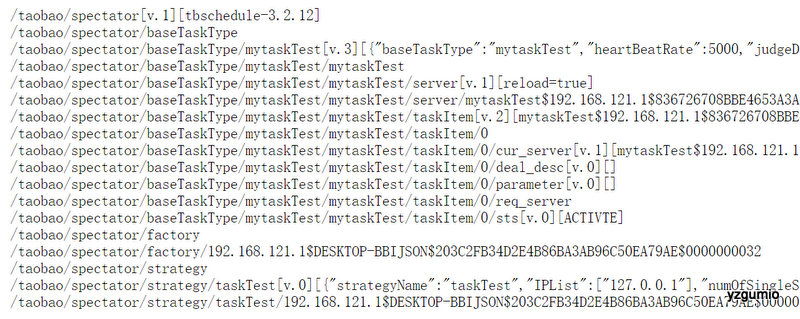 /taobao/spectator[v.1][tbschedule-3.2.12]
/taobao/spectator/baseTaskType
/taobao/spectator/baseTaskType/mytaskTest[v.3][{"baseTaskType":"mytaskTest","heartBeatRate":5000,"judgeD
/taobao/spectator/baseTaskType/mytaskTest/mytaskTest
/taobao/spectator/baseTaskType/mytaskTest/mytaskTest/server[v.1][reload=true]
/taobao/spectator/baseTaskType/mytaskTest/mytaskTest/server/mytaskTest$192.168.121.1$836726708BBE4653A3A
/taobao/spectator/baseTaskType/mytaskTest/mytaskTest/taskItem[v.2][mytaskTest$192.168.121.1$836726708BBE
/taobao/spectator/baseTaskType/mytaskTest/mytaskTest/taskItem/0
/taobao/spectator/baseTaskType/mytaskTest/mytaskTest/taskItem/0/cur_server[v.1][mytaskTest$192.168.121.1
/taobao/spectator/baseTaskType/mytaskTest/mytaskTest/taskItem/0/deal_desc[v.0][]
/taobao/spectator/baseTaskType/mytaskTest/mytaskTest/taskItem/0/parameter[v.0][]
/taobao/spectator/baseTaskType/mytaskTest/mytaskTest/taskItem/0/req_server
/taobao/spectator/baseTaskType/mytaskTest/mytaskTest/taskItem/0/sts[v.0][ACTIVTE]
/taobao/spectator/factory
/taobao/spectator/factory/192.168.121.1$DESKTOP-BBIJSON$203C2FB34D2E4B86BA3AB96C50EA79AE$0000000032
/taobao/spectator/strategy
/taobao/spectator/strategy/taskTest[v.0][{"strategyName":"taskTest","IPList":["127.0.0.1"],"numOfSingleS
/taobao/spectator/strategy/taskTest/192.168.121.1$DESKTOP-BBIJSON$203C2FB34D2E4B86BA3AB96C50EA79AE$00000
yzgumio